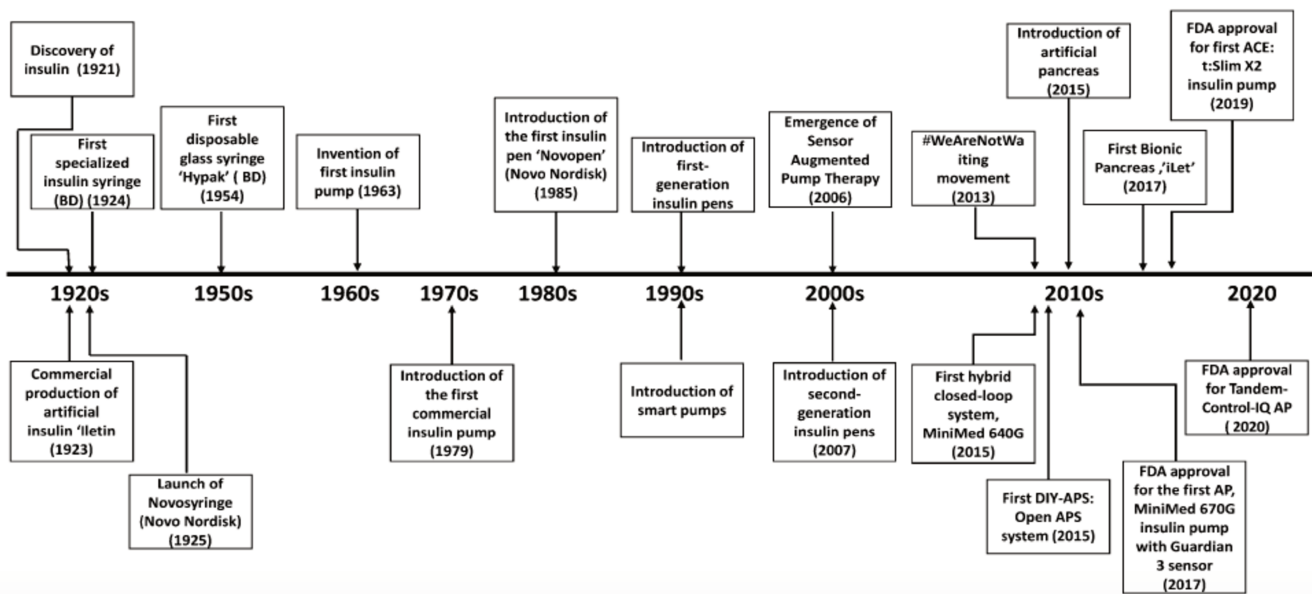 Discovery of
insulin (1921)
First
specialized
insulin syringe
(BD) (1924)
First
disposable
glass syringe
‘Hypak’ ( BD)
(1954)
Invention of
first insulin
pump (1963)
Introduction of
the first insulin
pen ‘Novopen’
(Novo Nordisk)
(1985)
Introduction of
first-
generation
insulin pens
Emergence of
Sensor
Augmented
Pump Therapy
(2006)
#WeAreNotWa
iting
movement
(2013)
Introduction of
artificial
pancreas
(2015)
First Bionic
Pancreas ,’iLet’
(2017)
FDA approval
for first ACE:
t:Slim X2
insulin pump
(2019)
1920s
1950s
1960s
1970s
1980s
1990s
2000s
2010s
2020
Commercial
production of
artificial
insulin ‘Iletin
(1923)
Launch of
Novosyringe
(Novo Nordisk)
(1925)
Introduction of
the first
commercial
insulin pump
(1979)
Introduction of
smart pumps
Introduction of
second-
generation
insulin pens
(2007)
First hybrid
closed-loop
system,
MiniMed 640G
(2015)
First DIY-APS:
Open APS
system (2015)
FDA approval
for the first AP,
MiniMed 670G
insulin pump
with Guardian
3 sensor
(2017)
FDA approval
for Tandem-
Control-IQ AP
( 2020)